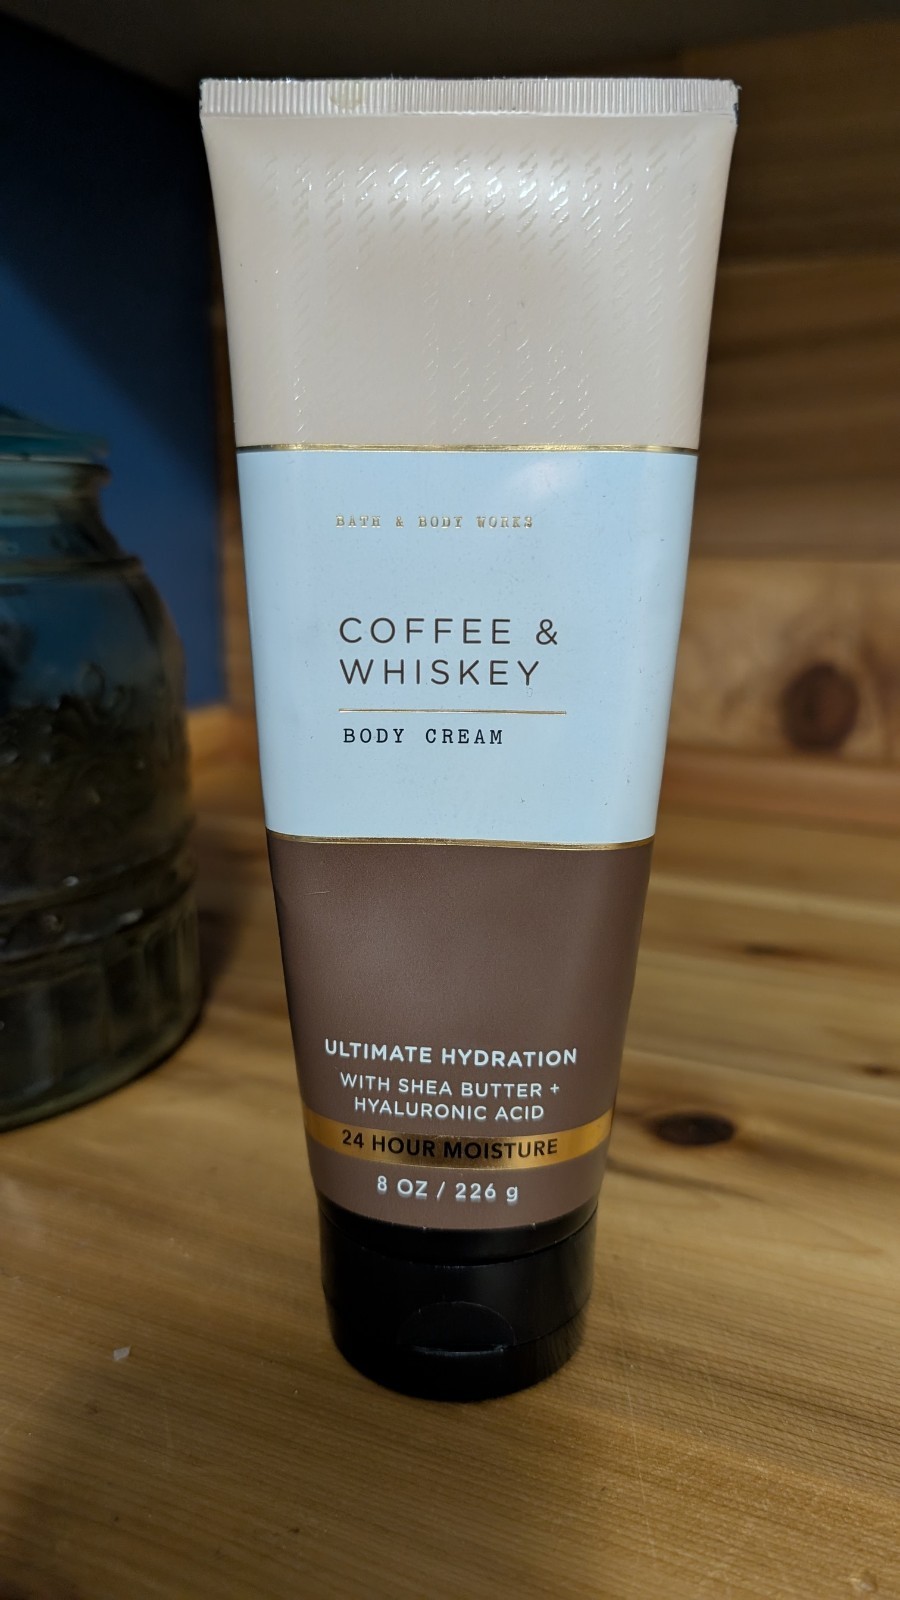 BATH & BODY WORKS
COFFEE &
WHISKEY
BODY CREAM
ULTIMATE HYDRATION
WITH SHEA BUTTER +
HYALURONIC ACID
24 HOUR MOISTURE
8 OZ / 226 g